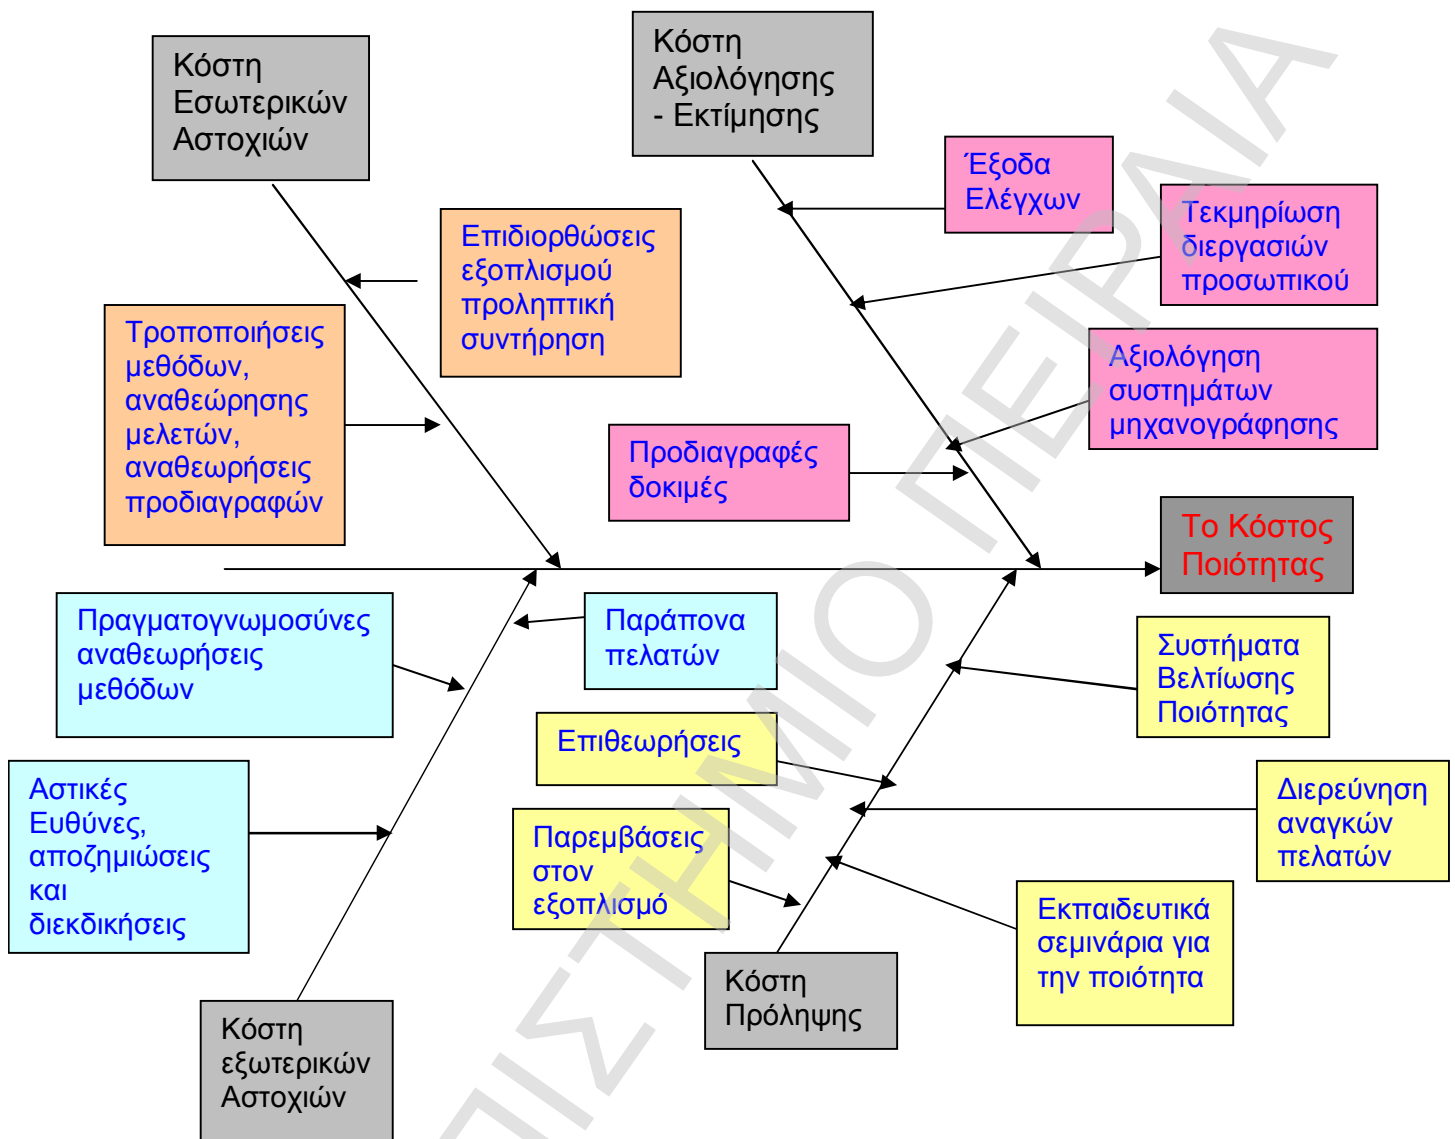 Κόστη
Εσωτερικών
Αστοχιών
Κόστη
Αξιολόγησης
- Εκτίμησης
Έξοδα
Ελέγχων
Τεκμηρίωση
διεργασιών
προσωπικού
Επιδιορθώσεις
εξοπλισμού
προληπτική
συντήρηση
Τροποποιήσεις
μεθόδων,
αναθεώρησης
μελετών,
αναθεωρήσεις
προδιαγραφών
Αξιολόγηση
συστημάτων
μηχανογράφησης
Προδιαγραφές
δοκιμές
Το Κόστος
Ποιότητας
Πραγματογνωμοσύνες
αναθεωρήσεις
μεθόδων
Παράπονα
πελατών
Συστήματα
Βελτίωσης
Ποιότητας
Επιθεωρήσεις
Αστικές
Ευθύνες,
αποζημιώσεις
και
διεκδικήσεις
Διερεύνηση
αναγκών
πελατών
Παρεμβάσεις
στον
εξοπλισμό
Εκπαιδευτικά
σεμινάρια για
την ποιότητα
Κόστη
Πρόληψης
Κόστη
εξωτερικών
Αστοχιών
ΠΙΣΤΗΜΙΟ ΠΕΙΡΑΙΑ